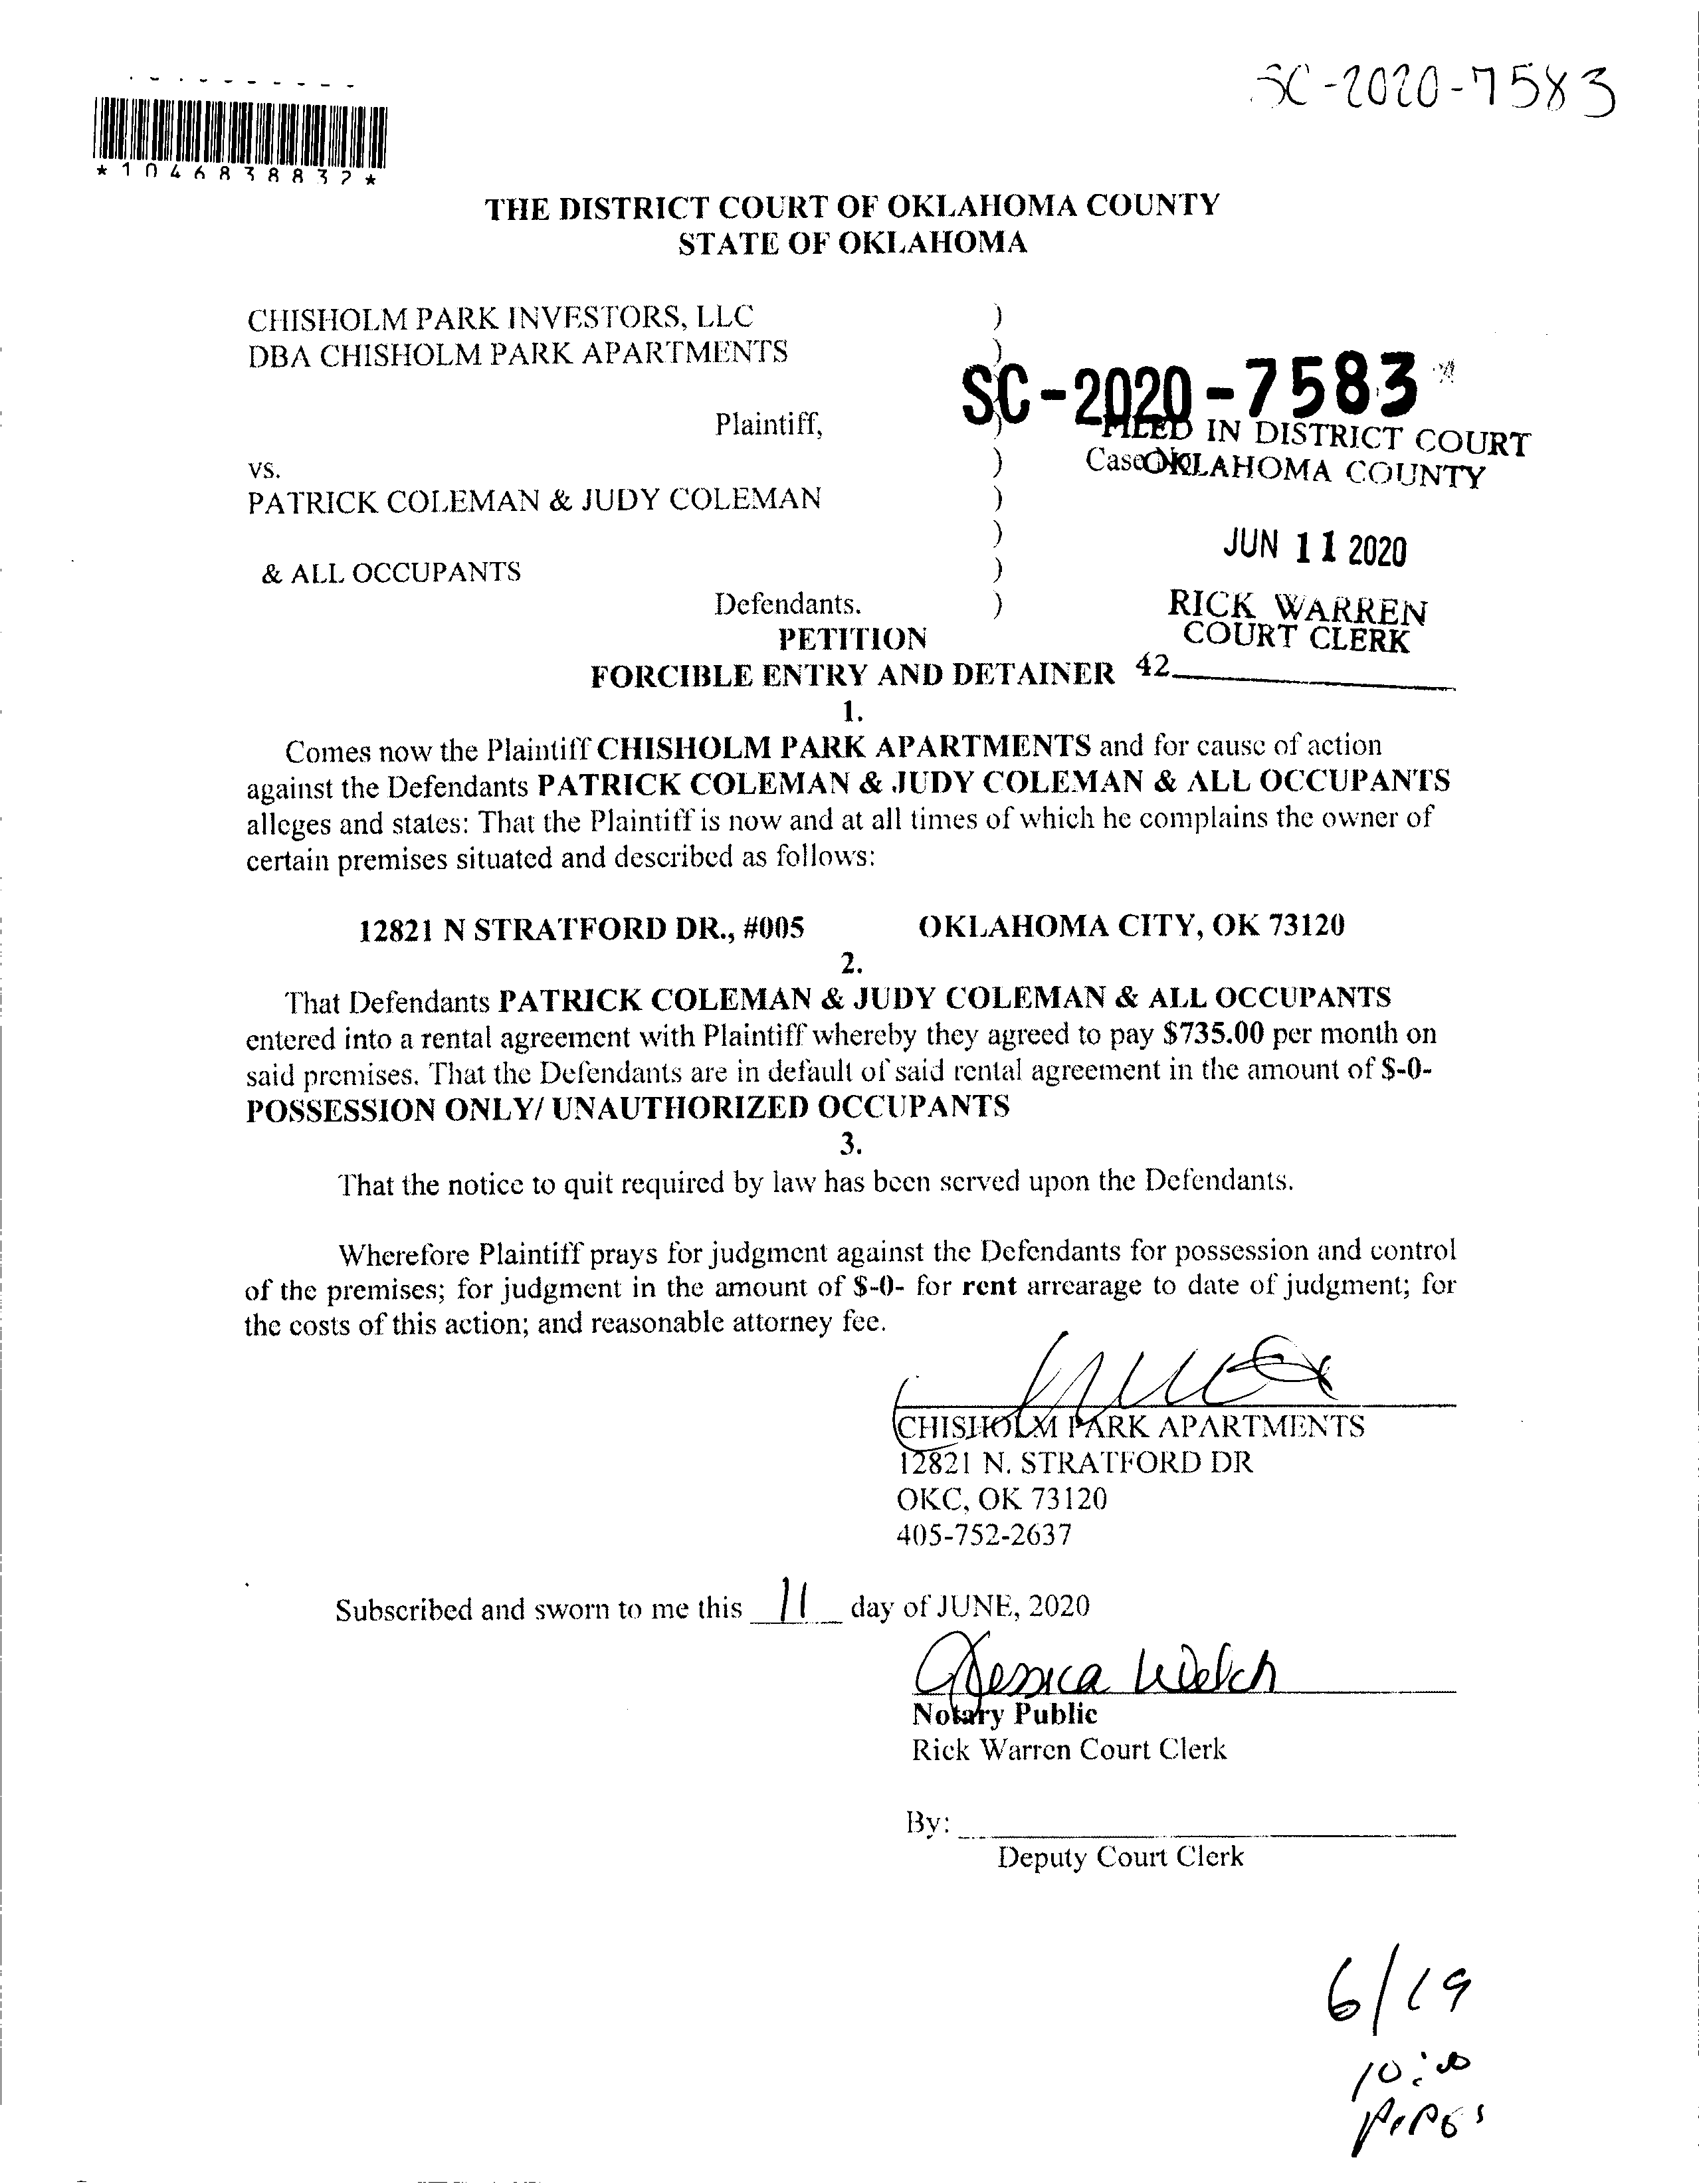 SC-2020-7583
*1046838832*
THE DISTRICT COURT OF OKLAHOMA COUNTY
STATE OF OKLAHOMA
CHISHOLM PARK INVESTORS, LLC )
DBA CHISHOLM PARK APARTMENTS )
SC-2020-7583
Plaintiff, )
FILED IN DISTRICT COURT
OKLAHOMA COUNTY
vs. ) Case No.
PATRICK COLEMAN & JUDY COLEMAN )
)
JUN 11 2020
& ALL OCCUPANTS )
Defendants. )
RICK WARREN
COURT CLERK
42
PETITION
FORCIBLE ENTRY AND DETAINER
1.
Comes now the Plaintiff CHISHOLM PARK APARTMENTS and for cause of action
against the Defendants PATRICK COLEMAN & JUDY COLEMAN & ALL OCCUPANTS
alleges and states: That the Plaintiff is now and at all times of which he complains the owner of
certain premises situated and described as follows:
12821 N STRATFORD DR., #005 OKLAHOMA CITY, OK 73120
2.
That Defendants PATRICK COLEMAN & JUDY COLEMAN & ALL OCCUPANTS
entered into a rental agreement with Plaintiff whereby they agreed to pay $735.00 per month on
said premises. That the Defendants are in default of said rental agreement in the amount of $-0-
POSSESSION ONLY/ UNAUTHORIZED OCCUPANTS
3.
That the notice to quit required by law has been served upon the Defendants.
Wherefore Plaintiff prays for judgment against the Defendants for possession and control
of the premises; for judgment in the amount of $-0- for rent arrearage to date of judgment; for
the costs of this action; and reasonable attorney fee.
CHISHOLM PARK APARTMENTS
12821 N. STRATFORD DR
OKC, OK 73120
405-752-2637
Subscribed and sworn to me this 11 day of JUNE, 2020
Jessica Welch
Notary Public
Rick Warren Court Clerk
By:
Deputy Court Clerk
6/19
10:00